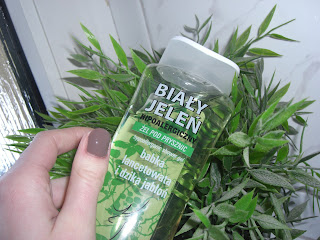 BIAŁY
JELEŃ
HIPOALERGICZNY
ŻEL POD PRYSZNIC
babka
lancetowata
i dzika jabłoń